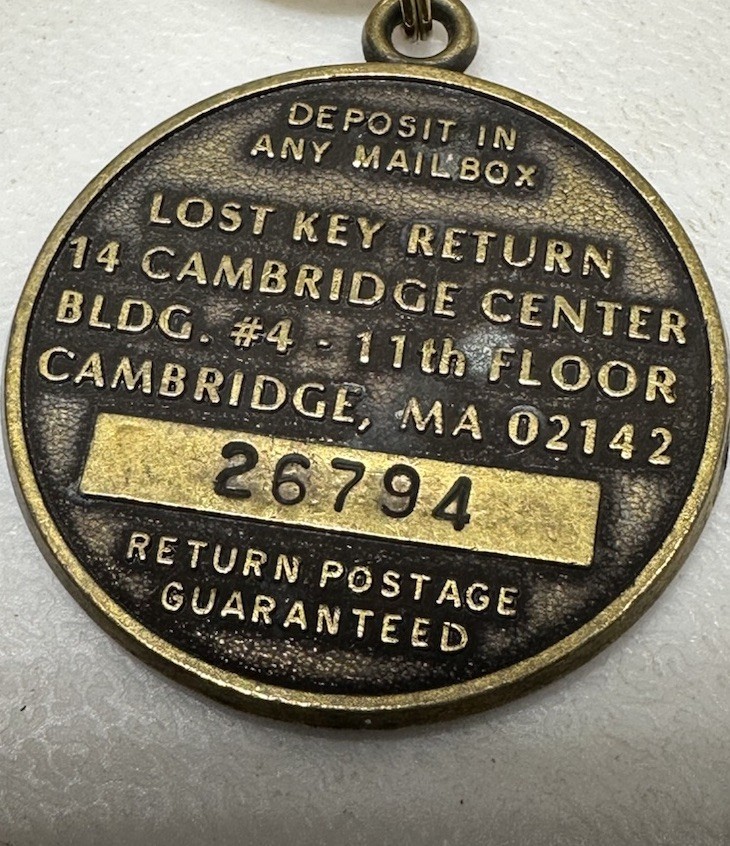 DEPOSIT IN
ANY MAILBOX
LOST KEY RETURN
14 CAMBRIDGE CENTER
BLDG. #4 - 11th FLOOR
CAMBRIDGE, MA 02142
26794
RETURN POSTAGE
GUARANTEED